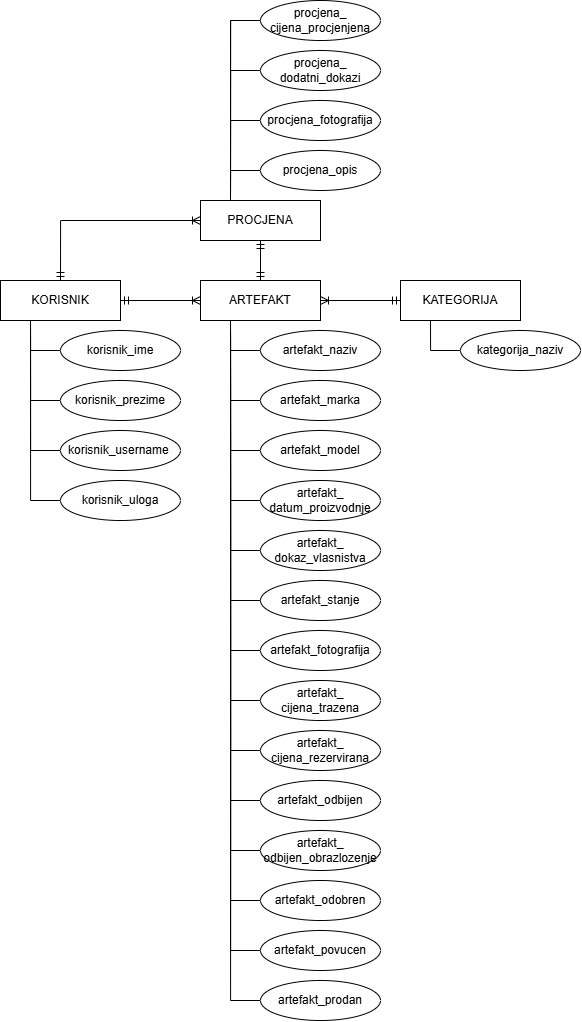 procjena_
cijena_procjenjena
procjena_
dodatni_dokazi
procjena_fotografija
procjena_opis
PROCJENA
KORISNIK
ARTEFAKT
KATEGORIJA
korisnik_ime
artefakt_naziv
kategorija_naziv
korisnik_prezime
artefakt_marka
korisnik_username
artefakt_model
korisnik_uloga
artefakt_
datum_proizvodnje
artefakt_
dokaz_vlasnistva
artefakt_stanje
artefakt_fotografija
artefakt_
cijena_trazena
artefakt_
cijena_rezervirana
artefakt_odbijen
artefakt_
odbijen_obrazlozenje
artefakt_odobren
artefakt_povucen
artefakt_prodan